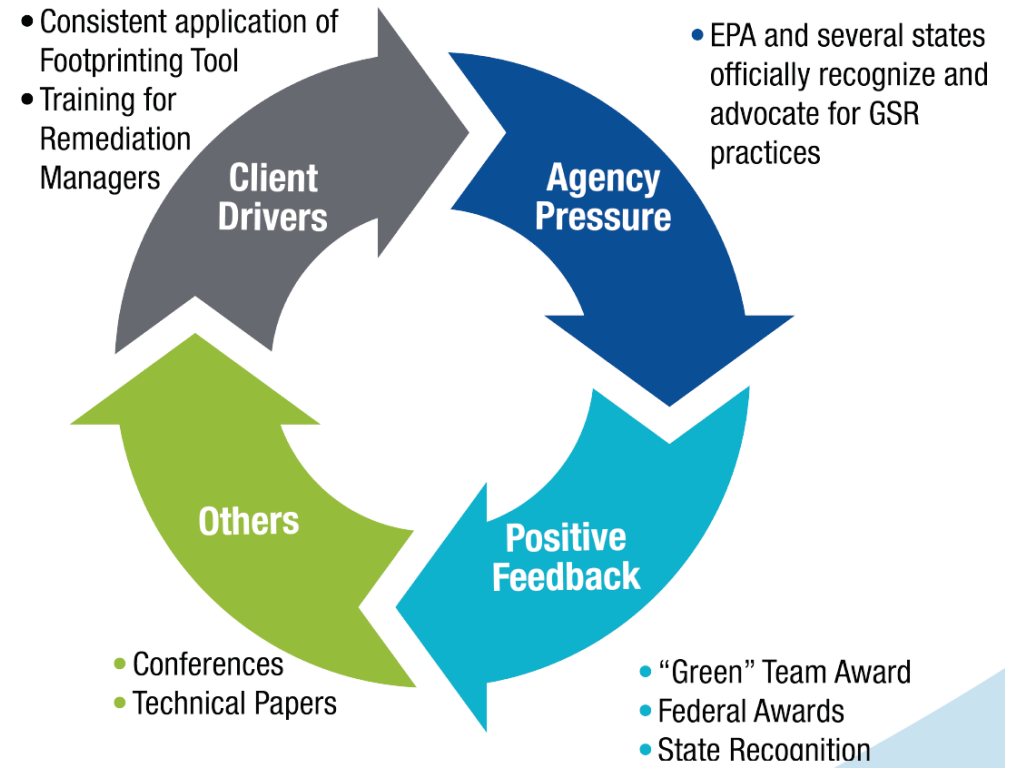 • Consistent application of
Footprinting Tool
• Training for
Remediation
Managers
Client
Drivers
• EPA and several states
officially recognize and
advocate for GSR
practices
Agency
Pressure
Positive
Feedback
• “Green” Team Award
• Federal Awards
• State Recognition
Others
• Conferences
• Technical Papers